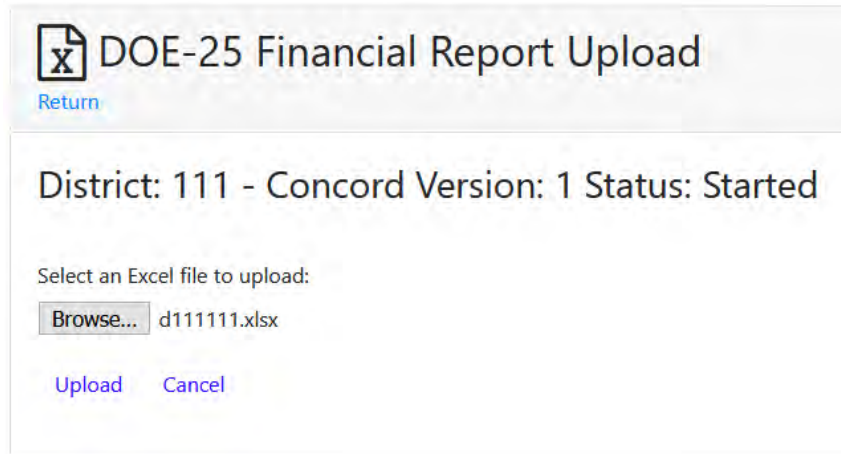 DOE-25 Financial Report Upload
Return
District: 111 - Concord Version: 1 Status: Started
Select an Excel file to upload:
Browse... d111111.xlsx
Upload Cancel